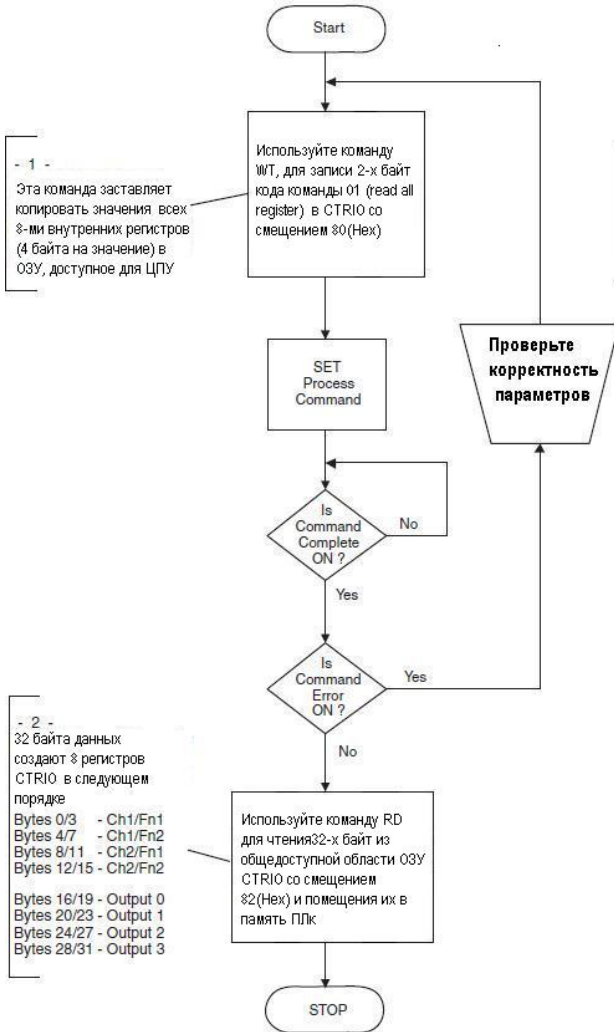 Start
- 1 -
Эта команда заставляет
копировать значения всех
8-ми внутренних регистров
(4 байта на значение) в
ОЗУ, доступное для ЦПУ
Используйте команду
WT, для записи 2-х байт
кода команды 01 (read all
register) в CTRIO со
смещением 80(Hex)
SET
Process
Command
Проверьте
корректность
параметров
Is
Command
Complete
ON ?
No
Yes
Is
Command
Error
ON ?
Yes
No
- 2 -
32 байта данных
создают 8 регистров
CTRIO в следующем
порядке
Bytes 0/3 - Ch1/Fn1
Bytes 4/7 - Ch1/Fn2
Bytes 8/11 - Ch2/Fn1
Bytes 12/15 - Ch2/Fn2
Bytes 16/19 - Output 0
Bytes 20/23 - Output 1
Bytes 24/27 - Output 2
Bytes 28/31 - Output 3
Используйте команду RD
для чтения32-х байт из
общедоступной области ОЗУ
CTRIO со смещением
82(Hex) и помещения их в
память ПЛк
STOP